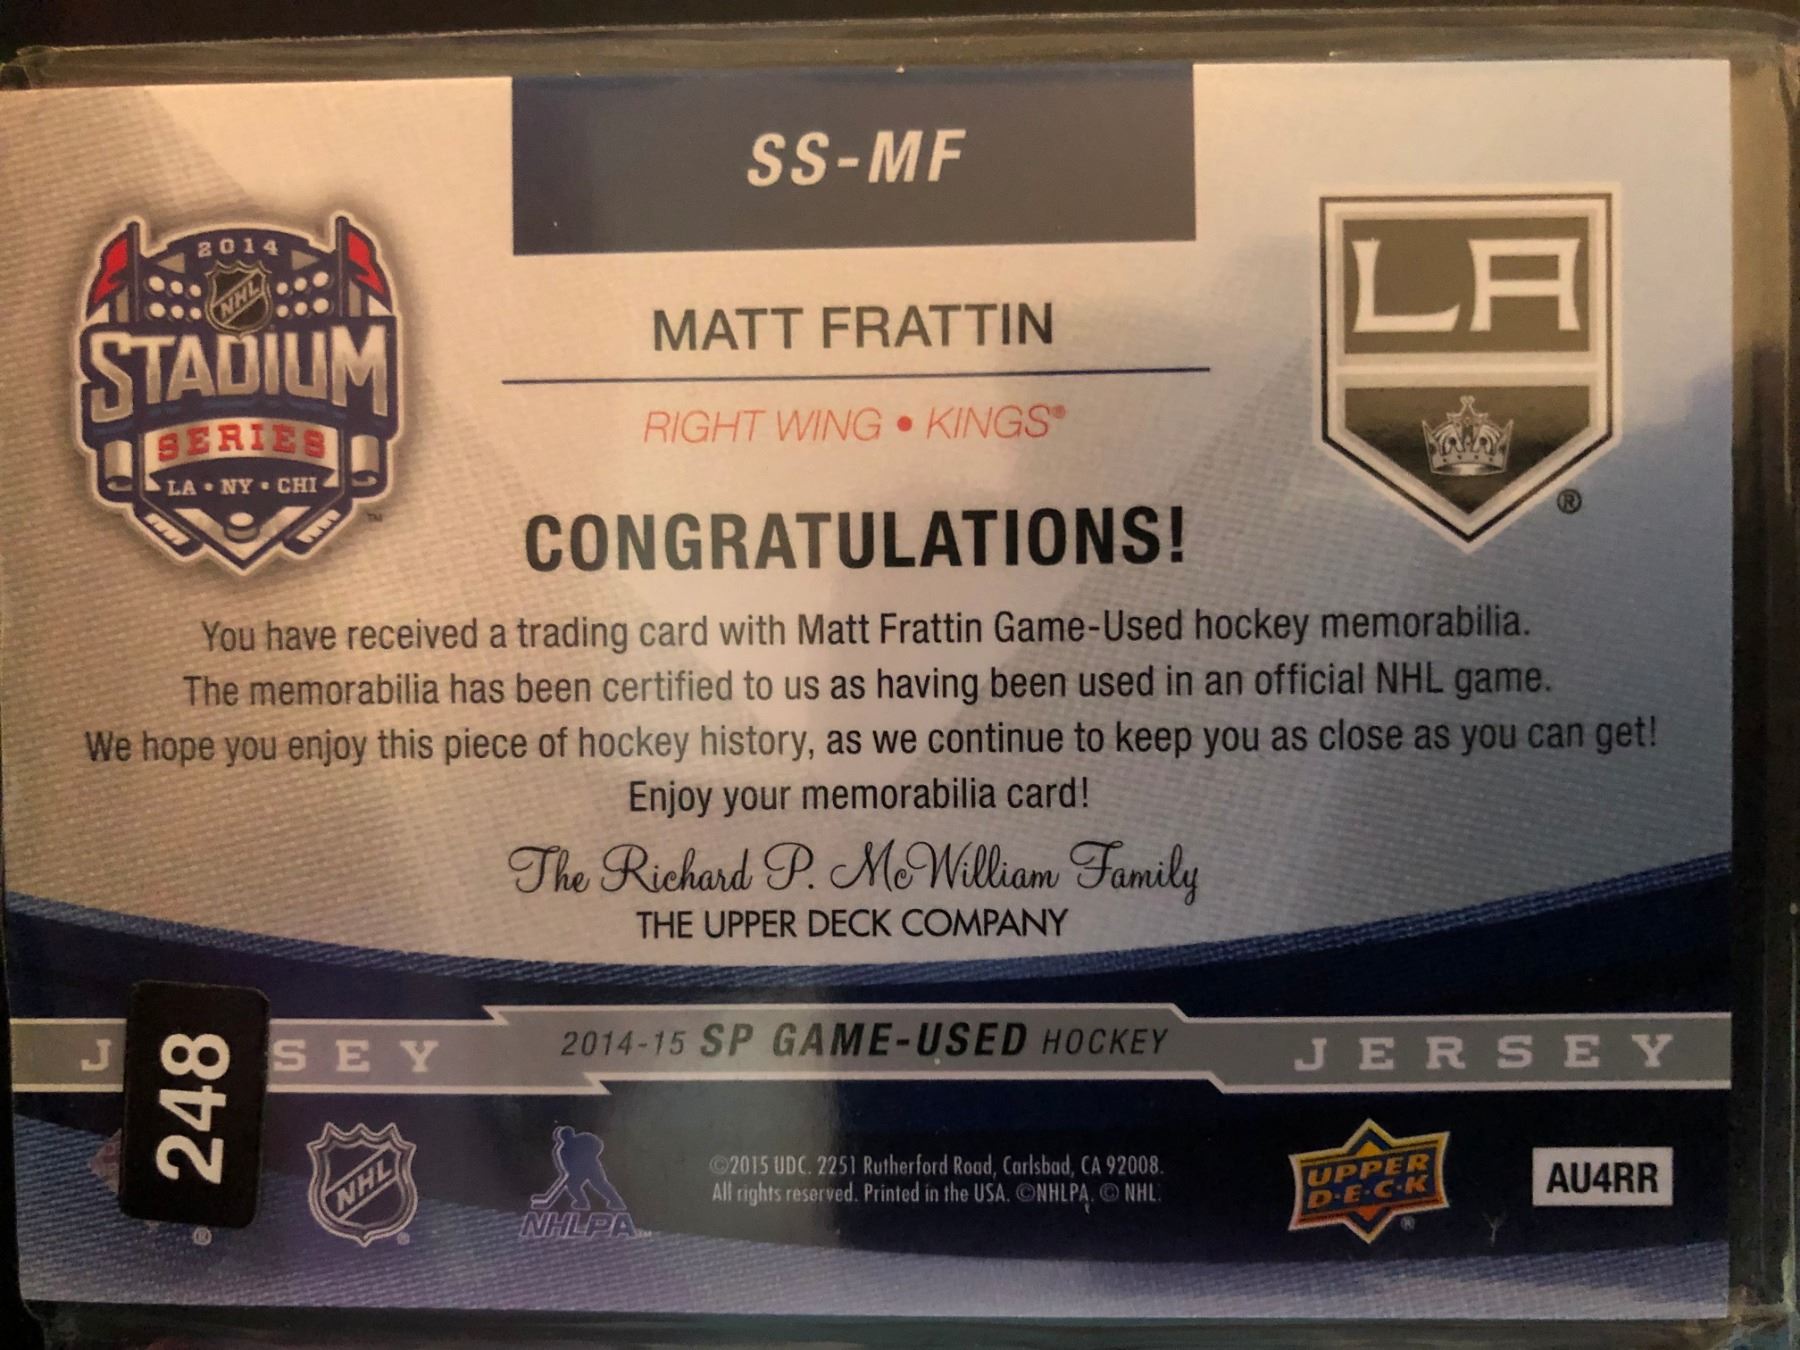 SS-MF
2014
NHL
STADIUM
SERIES
LA • NY • CHI
TM
LA
®
MATT FRATTIN
RIGHT WING • KINGS®
CONGRATULATIONS!
You have received a trading card with Matt Frattin Game-Used hockey memorabilia.
The memorabilia has been certified to us as having been used in an official NHL game.
We hope you enjoy this piece of hockey history, as we continue to keep you as close as you can get!
Enjoy your memorabilia card!
The Richard P. McWilliam Family
THE UPPER DECK COMPANY
J SEY
2014-15 SP GAME-USED HOCKEY
JERSEY
248
®
NHL
®
NHLPA
©2015 UDC. 2251 Rutherford Road, Carlsbad, CA 92008.
All rights reserved. Printed in the USA. ©NHLPA. © NHL.
UPPER
D•E•C•K
®
AU4RR